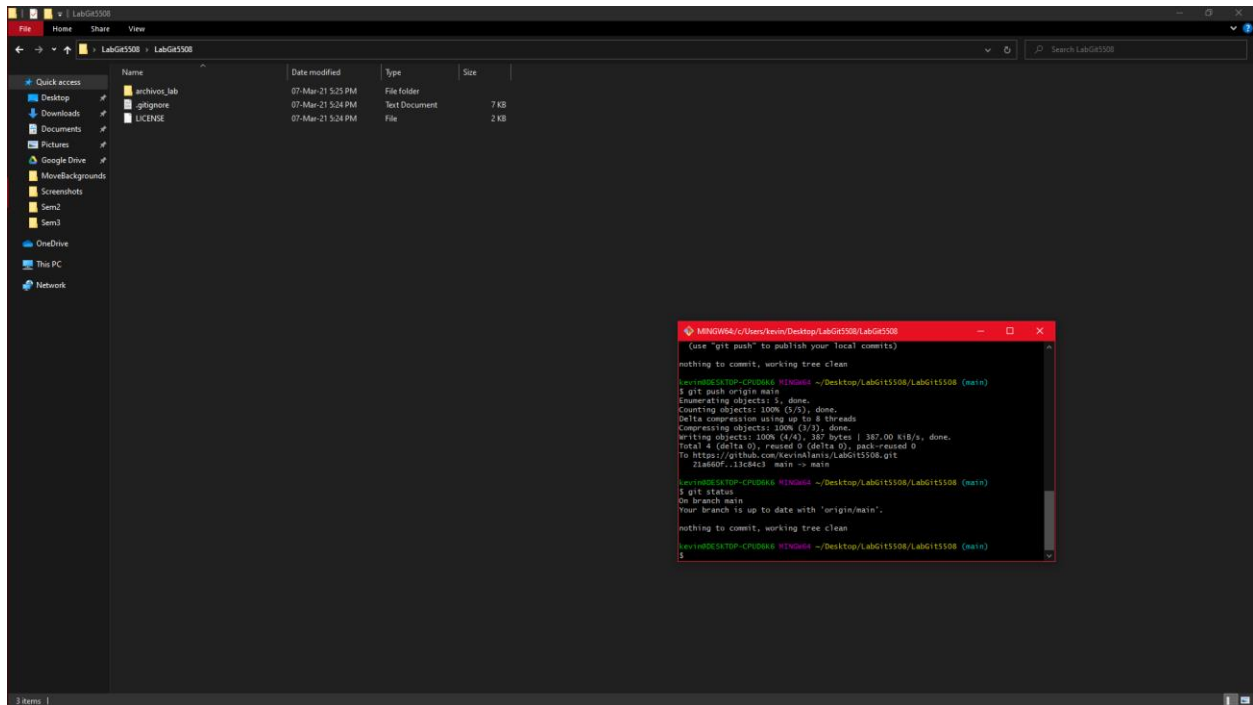 LabGit5508
File Home Share View
LabGit5508 > LabGit5508
Search LabGit5508
Name Date modified Type Size
Quick access
Desktop
Downloads
Documents
Pictures
Google Drive
MoveBackgrounds
Screenshots
Sem2
Sem3
OneDrive
This PC
Network
archivos_lab 07-Mar-21 5:25 PM File folder
.gitignore 07-Mar-21 5:24 PM Text Document 7 KB
LICENSE 07-Mar-21 5:24 PM File 2 KB
MINGW64:/c/Users/kevin/Desktop/LabGit5508/LabGit5508
(use "git push" to publish your local commits)
nothing to commit, working tree clean
kevin@DESKTOP-CPUD6K6 MINGW64 ~/Desktop/LabGit5508/LabGit5508 (main)
$ git push origin main
Enumerating objects: 5, done.
Counting objects: 100% (5/5), done.
Delta compression using up to 8 threads
Compressing objects: 100% (3/3), done.
Writing objects: 100% (4/4), 387 bytes | 387.00 KiB/s, done.
Total 4 (delta 0), reused 0 (delta 0), pack-reused 0
To https://github.com/KevinAlanis/LabGit5508.git
21a660f..13c84c3 main -> main
kevin@DESKTOP-CPUD6K6 MINGW64 ~/Desktop/LabGit5508/LabGit5508 (main)
$ git status
On branch main
Your branch is up to date with 'origin/main'.
nothing to commit, working tree clean
kevin@DESKTOP-CPUD6K6 MINGW64 ~/Desktop/LabGit5508/LabGit5508 (main)
$
3 items